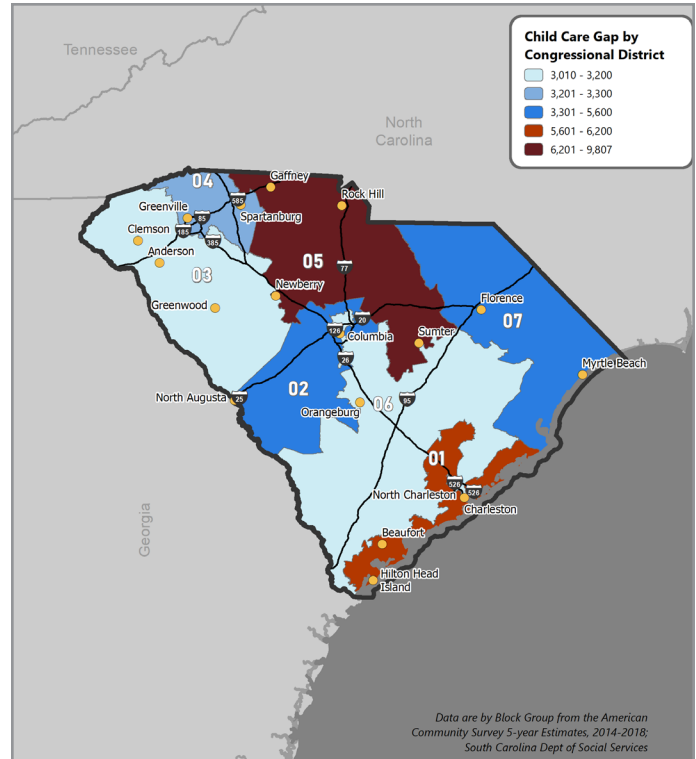 Child Care Gap by
Congressional District
3,010 - 3,200
3,201 - 3,300
3,301 - 5,600
5,601 - 6,200
6,201 - 9,807
Tennessee
North
Carolina
04
Gaffney
Rock Hill
585
Greenville
85
Spartanburg
Clemson
185
385
Anderson
05
77
03
Newberry
Greenwood
Florence
20
07
126
Columbia
Sumter
26
Myrtle Beach
02
North Augusta
25
95
06
Orangeburg
01
526
North Charleston
526
Charleston
Georgia
Beaufort
Hilton Head
Island
Data are by Block Group from the American
Community Survey 5-year Estimates, 2014-2018;
South Carolina Dept of Social Services